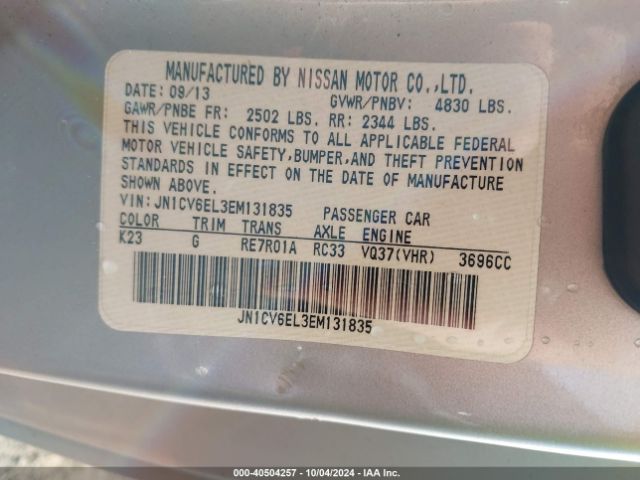 MANUFACTURED BY NISSAN MOTOR CO.,LTD.
DATE: 09/13 GVWR/PNBV: 4830 LBS.
GAWR/PNBE FR: 2502 LBS. RR: 2344 LBS.
THIS VEHICLE CONFORMS TO ALL APPLICABLE FEDERAL
MOTOR VEHICLE SAFETY,BUMPER,AND THEFT PREVENTION
STANDARDS IN EFFECT ON THE DATE OF MANUFACTURE
SHOWN ABOVE.
VIN: JN1CV6EL3EM131835 PASSENGER CAR
COLOR TRIM TRANS AXLE ENGINE
K23 G RE7R01A RC33 VQ37(VHR) 3696CC
JN1CV6EL3EM131835
000-40504257 - 10/04/2024 - IAA Inc.